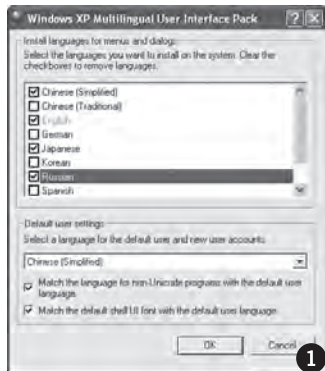 Windows XP Multilingual User Interface Pack
Install languages for menus and dialogs:
Select the languages you want to install on the system. Clear the
checkboxes to remove languages.
Chinese (Simplified)
Chinese (Traditional)
English
German
Japanese
Korean
Russian
Spanish
Default user settings
Select a language for the default user and new user accounts:
Chinese (Simplified)
Match the language for non-Unicode programs with the default user
language.
Match the default shell UI font with the default user language.
OK
Cancel
1